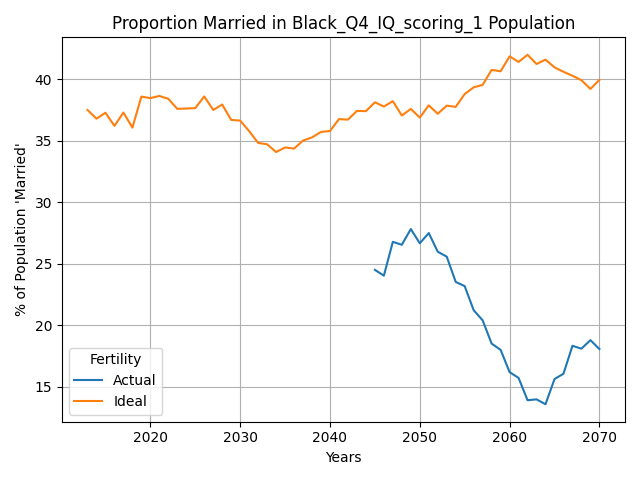 Proportion Married in Black_Q4_IQ_scoring_1 Population
% of Population 'Married'
40
35
30
25
20
15
Fertility
Actual
Ideal
2020 2030 2040 2050 2060 2070
Years